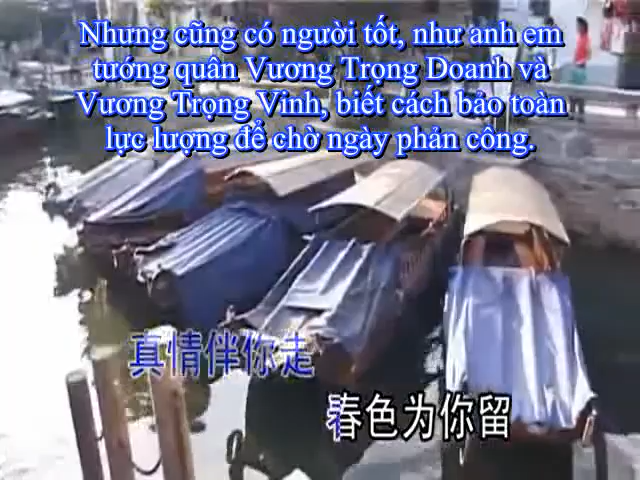 Nhưng cũng có người tốt, như anh em
tướng quân Vương Trọng Doanh và
Vương Trọng Vinh, biết cách bảo toàn
lực lượng để chờ ngày phản công.
真情伴你走
春色为你留